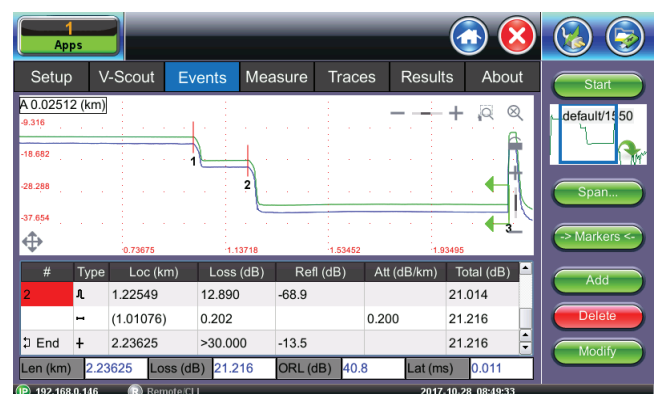 1
Apps
Setup V-Scout Events Measure Traces Results About
Start
A 0.02512 (km)
-9.316
default/1550
-18.682
1
-28.288
2
Span...
-37.654
3
-> Markers <-
0.73675 1.13718 1.53452 1.93495
# Type Loc (km) Loss (dB) Refl (dB) Att (dB/km) Total (dB)
Add
2 1.22549 12.890 -68.9 21.014
(1.01076) 0.202 0.200 21.216
Delete
End 2.23625 >30.000 -13.5 21.216
Modify
Len (km) 2.23625 Loss (dB) 21.216 ORL (dB) 40.8 Lat (ms) 0.011
IP 192.168.0.146 R Remote/CLI 2017-10-28 08:49:33